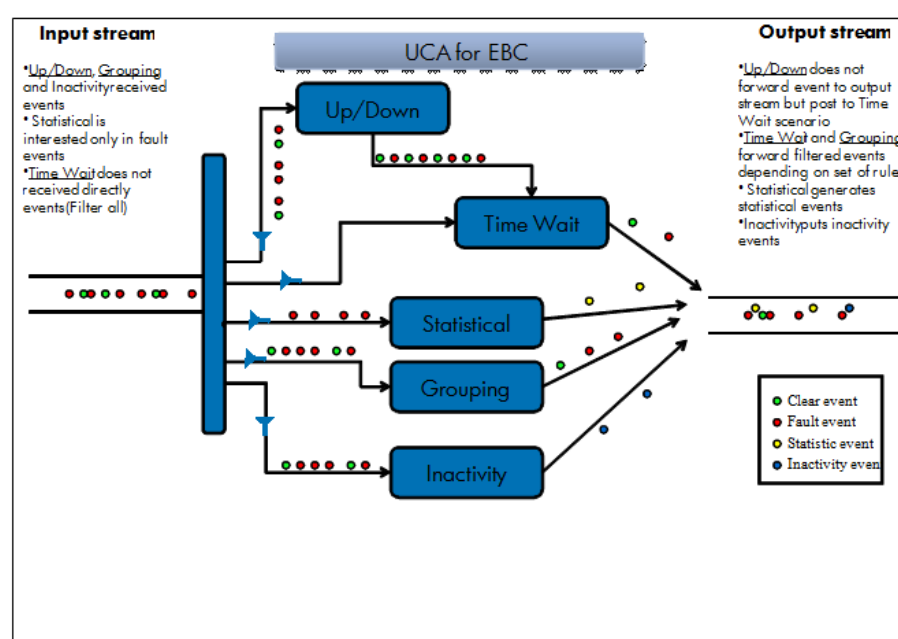 Input stream
•Up/Down, Grouping
and Inactivityreceived
events
• Statistical is
interested only in fault
events
•Time Wait does not
received directly
events(Filter all)
UCA for EBC
Up/Down
Time Wait
Statistical
Grouping
Inactivity
Output stream
•Up/Down does not
forward event to output
stream but post to Time
Wait scenario
•Time Wait and Grouping
forward filtered events
depending on set of rule
• Statistical generates
statistical events
•Inactivityputs inactivity
events
Clear event
Fault event
Statistic event
Inactivity even